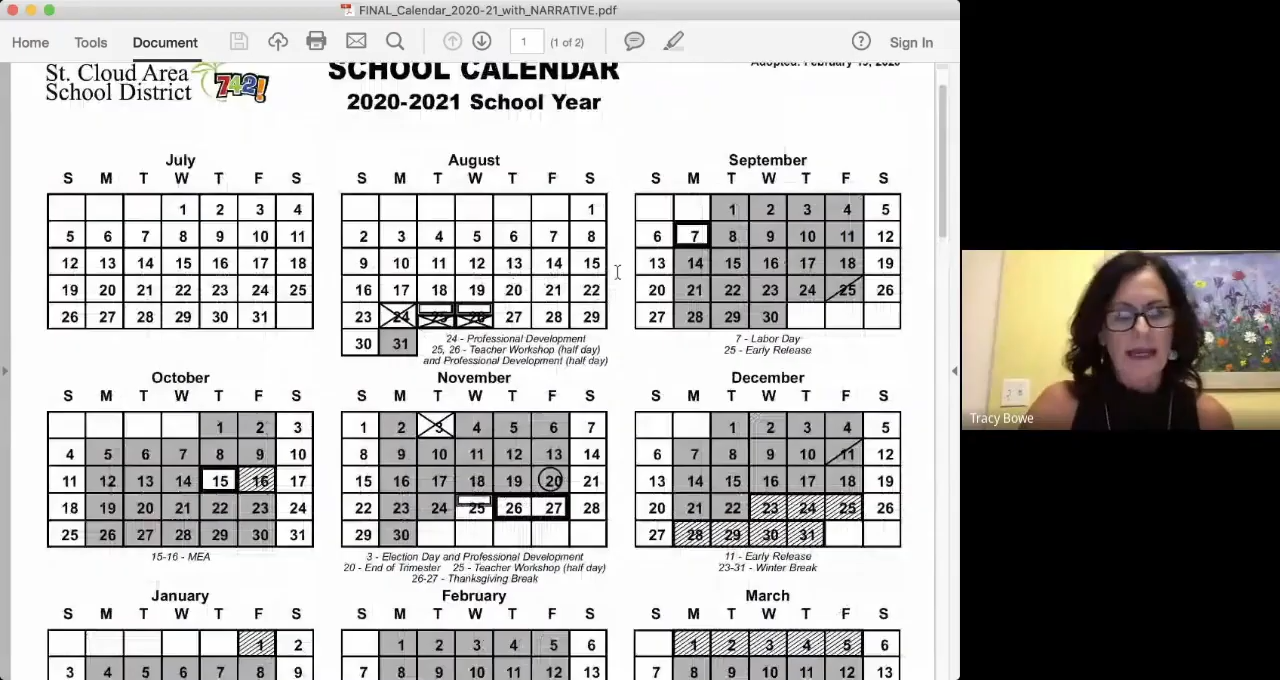 FINAL_Calendar_2020-21_with_NARRATIVE.pdf
Home Tools Document 1 (1 of 2) ? Sign In
St. Cloud Area
School District
742!
SCHOOL CALENDAR
2020-2021 School Year
Adopted: February 19, 2020
July
S M T W T F S
1 2 3 4
5 6 7 8 9 10 11
12 13 14 15 16 17 18
19 20 21 22 23 24 25
26 27 28 29 30 31
August
S M T W T F S
1
2 3 4 5 6 7 8
9 10 11 12 13 14 15
16 17 18 19 20 21 22
23 24 25 26 27 28 29
30 31
24 - Professional Development
25, 26 - Teacher Workshop (half day)
and Professional Development (half day)
September
S M T W T F S
1 2 3 4 5
6 7 8 9 10 11 12
13 14 15 16 17 18 19
20 21 22 23 24 25 26
27 28 29 30
7 - Labor Day
25 - Early Release
October
S M T W T F S
1 2 3
4 5 6 7 8 9 10
11 12 13 14 15 16 17
18 19 20 21 22 23 24
25 26 27 28 29 30 31
15-16 - MEA
November
S M T W T F S
1 2 3 4 5 6 7
8 9 10 11 12 13 14
15 16 17 18 19 20 21
22 23 24 25 26 27 28
29 30
3 - Election Day and Professional Development
20 - End of Trimester 25 - Teacher Workshop (half day)
26-27 - Thanksgiving Break
December
S M T W T F S
1 2 3 4 5
6 7 8 9 10 11 12
13 14 15 16 17 18 19
20 21 22 23 24 25 26
27 28 29 30 31
11 - Early Release
23-31 - Winter Break
January
S M T W T F S
1 2
3 4 5 6 7 8 9
February
S M T W T F S
1 2 3 4 5 6
7 8 9 10 11 12 13
March
S M T W T F S
1 2 3 4 5 6
7 8 9 10 11 12 13
Tracy Bowe